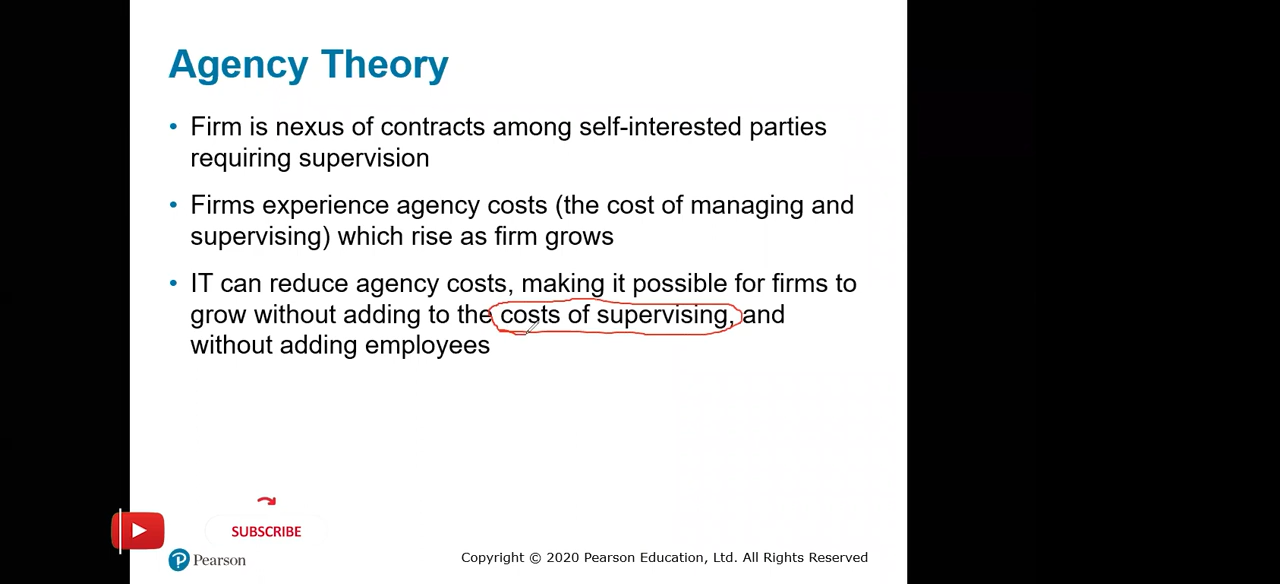 Agency Theory
• Firm is nexus of contracts among self-interested parties
requiring supervision
• Firms experience agency costs (the cost of managing and
supervising) which rise as firm grows
• IT can reduce agency costs, making it possible for firms to
grow without adding to the costs of supervising, and
without adding employees
SUBSCRIBE
Pearson
Copyright © 2020 Pearson Education, Ltd. All Rights Reserved